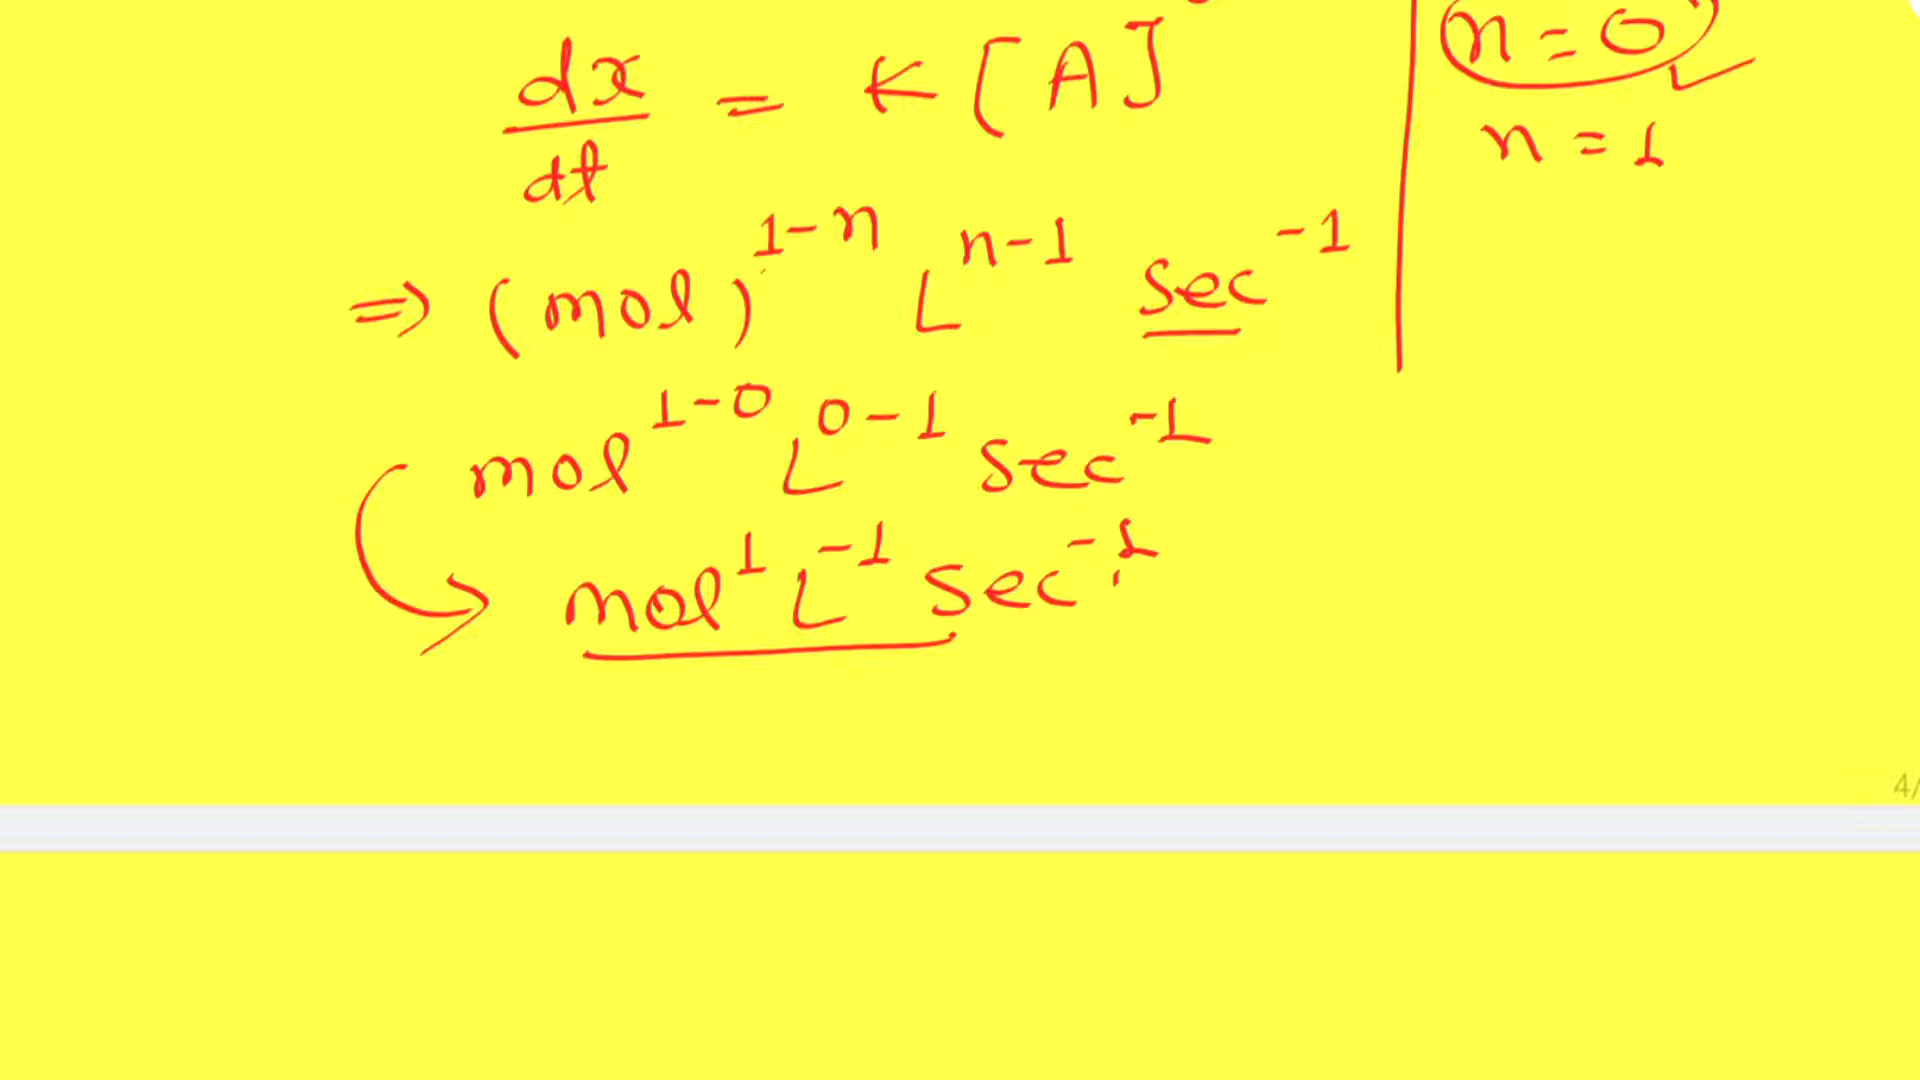 dx/dt = K[A]
n = 0
n = 1
⇒ (mol)^1-n L^n-1 sec^-1
mol^1-0 L^0-1 sec^-1
mol^1 L^-1 sec^-1
4/